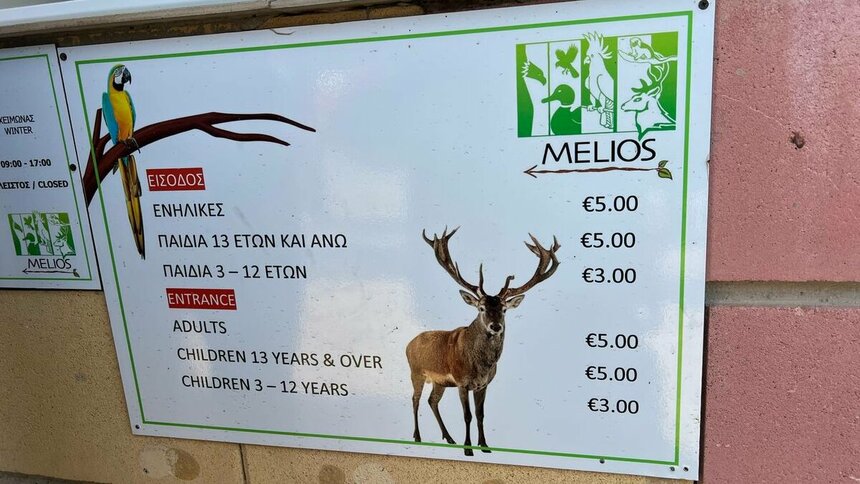 ΧΕΙΜΩΝΑΣ
WINTER
09:00 - 17:00
ΚΛΕΙΣΤΟΣ / CLOSED
MELIOS
MELIOS
ΕΙΣΟΔΟΣ
ΕΝΗΛΙΚΕΣ €5.00
ΠΑΙΔΙΑ 13 ΕΤΩΝ ΚΑΙ ΑΝΩ €5.00
ΠΑΙΔΙΑ 3 – 12 ΕΤΩΝ €3.00
ENTRANCE
ADULTS €5.00
CHILDREN 13 YEARS & OVER €5.00
CHILDREN 3 – 12 YEARS €3.00